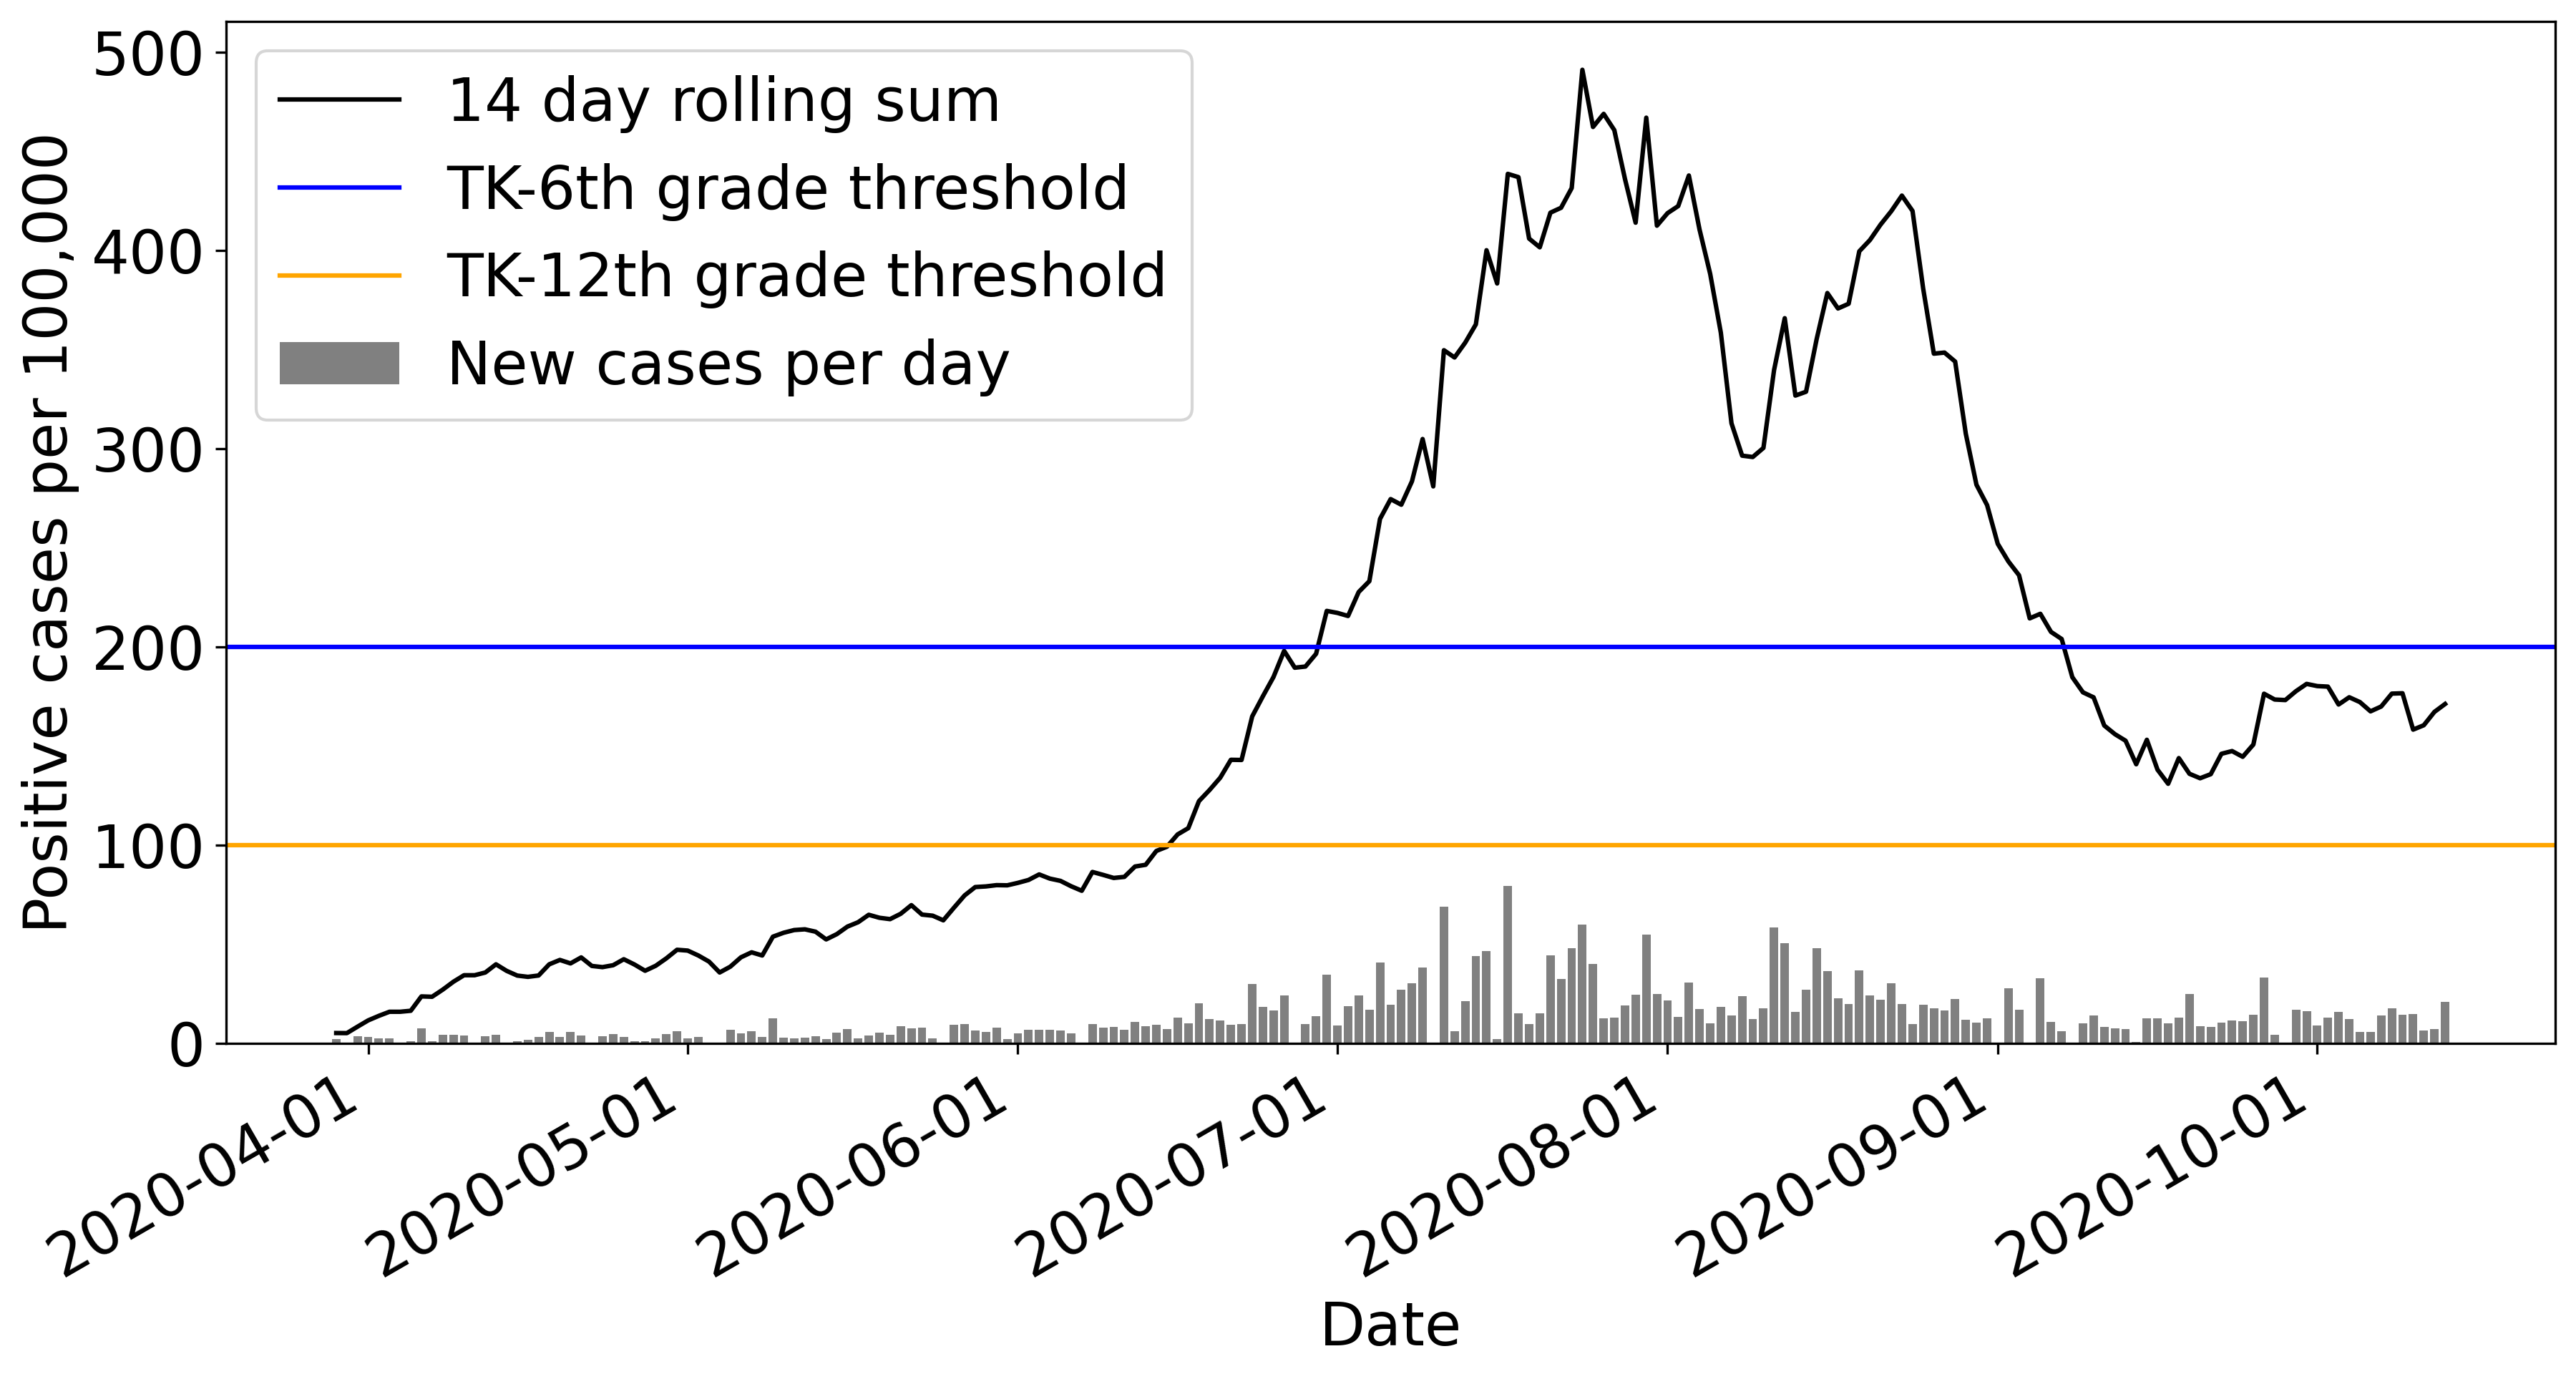 Positive cases per 100,000
500
400
300
200
100
0
14 day rolling sum
TK-6th grade threshold
TK-12th grade threshold
New cases per day
2020-04-01
2020-05-01
2020-06-01
2020-07-01
2020-08-01
2020-09-01
2020-10-01
Date